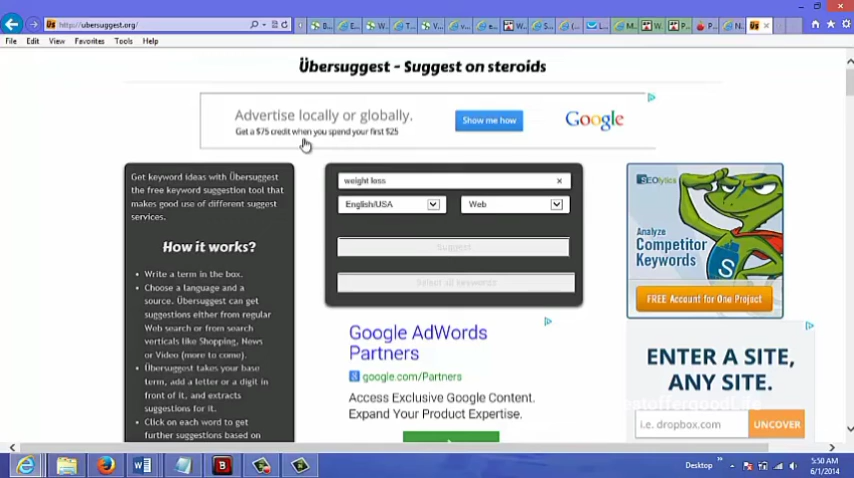 http://ubersuggest.org/
File Edit View Favorites Tools Help
Übersuggest - Suggest on steroids
Advertise locally or globally.
Get a $75 credit when you spend your first $25
Show me how
Google
Get keyword ideas with Übersuggest
the free keyword suggestion tool that
makes good use of different suggest
services.
How it works?
Write a term in the box.
Choose a language and a
source. Übersuggest can get
suggestions either from regular
Web search or from search
verticals like Shopping, News
or Video (more to come).
Übersuggest takes your base
term, add a letter or a digit in
front of it, and extracts
suggestions for it.
Click on each word to get
further suggestions based on
weight loss
English/USA
Web
Suggest
Select all keywords
Google AdWords
Partners
google.com/Partners
Access Exclusive Google Content.
Expand Your Product Expertise.
SEOlytics
Analyze
Competitor
Keywords
FREE Account for One Project
ENTER A SITE,
ANY SITE.
i.e. dropbox.com
UNCOVER
Desktop
5:50 AM
6/1/2014